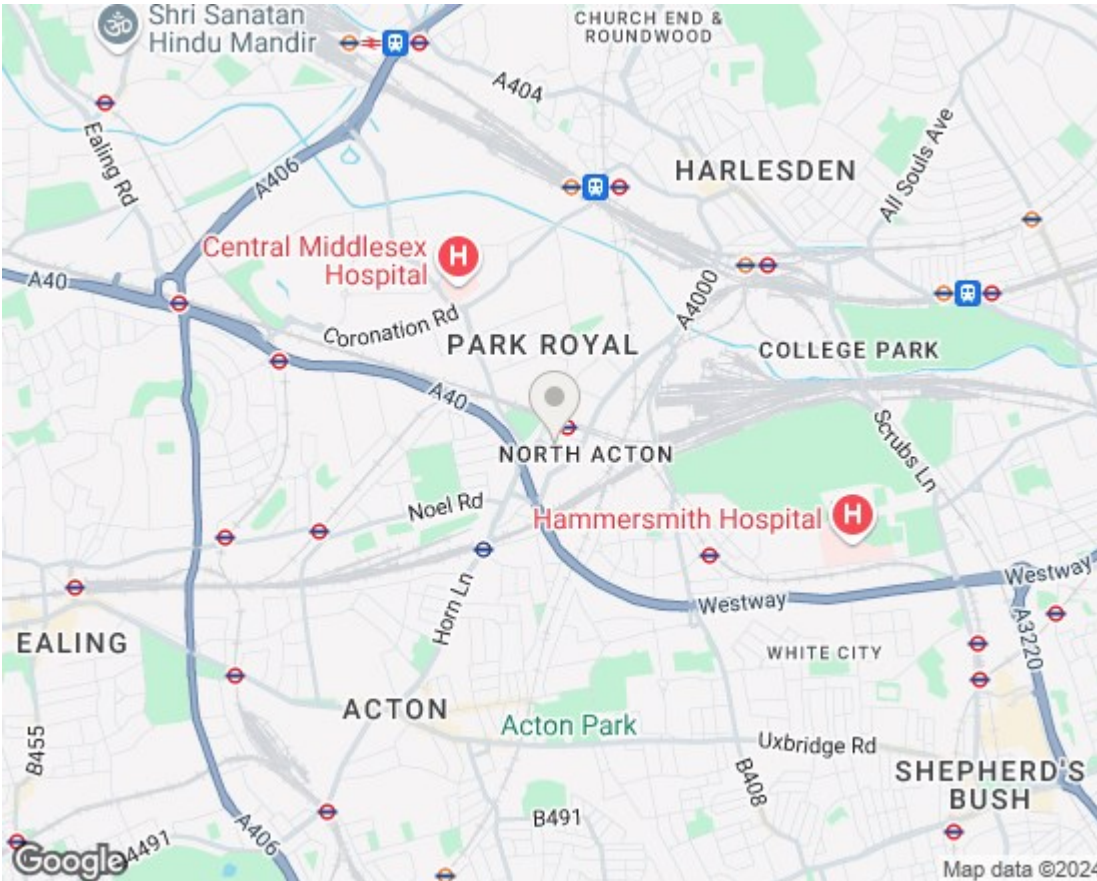 Shri Sanatan
Hindu Mandir
CHURCH END &
ROUNDWOOD
A404
Ealing Rd
A406
HARLESDEN
All Souls Ave
Central Middlesex
Hospital
H
A40
Coronation Rd
A4000
PARK ROYAL
COLLEGE PARK
A40
NORTH ACTON
Scrubs Ln
Noel Rd
Hammersmith Hospital
H
Horn Ln
Westway
Westway
A3220
EALING
WHITE CITY
ACTON
Acton Park
B455
Uxbridge Rd
B408
SHEPHERD'S
BUSH
B491
A406
A4491
Google
Map data ©2024